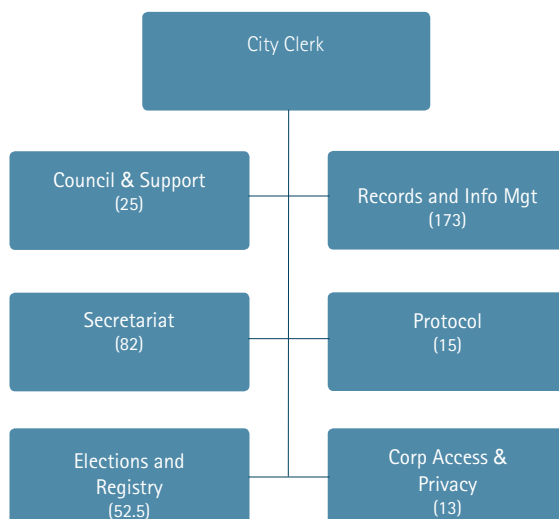 City Clerk
Council & Support
(25)
Records and Info Mgt
(173)
Secretariat
(82)
Protocol
(15)
Elections and
Registry
(52.5)
Corp Access &
Privacy
(13)